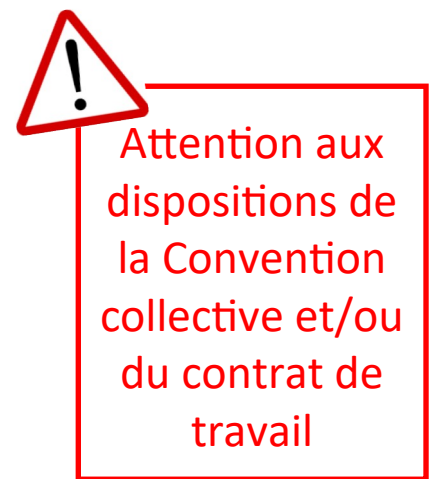 Attention aux
dispositions de
la Convention
collective et/ou
du contrat de
travail